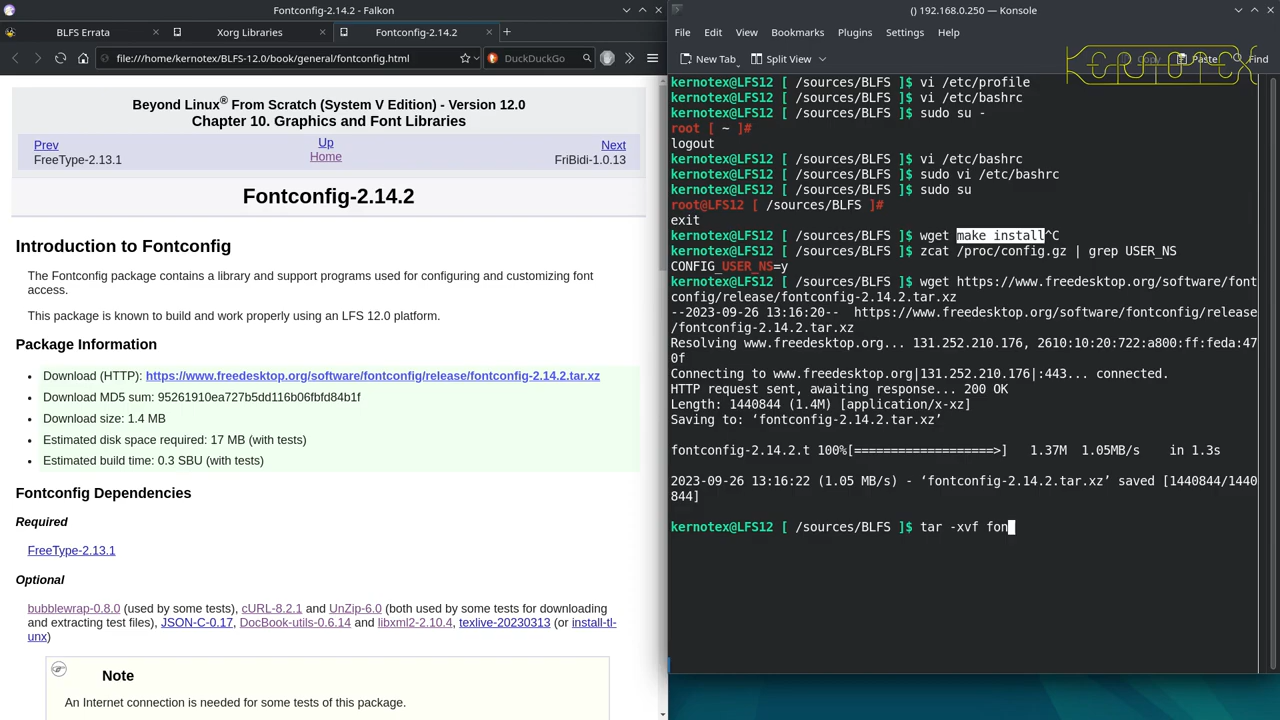 Fontconfig-2.14.2 — Falkon
BLFS Errata
Xorg Libraries
Fontconfig-2.14.2
file:///home/kernotex/BLFS-12.0/book/general/fontconfig.html
DuckDuckGo
Beyond Linux® From Scratch (System V Edition) - Version 12.0
Chapter 10. Graphics and Font Libraries
Prev
Up
Next
FreeType-2.13.1
Home
FriBidi-1.0.13
Fontconfig-2.14.2
Introduction to Fontconfig
The Fontconfig package contains a library and support programs used for configuring and customizing font
access.
This package is known to build and work properly using an LFS 12.0 platform.
Package Information
Download (HTTP): https://www.freedesktop.org/software/fontconfig/release/fontconfig-2.14.2.tar.xz
Download MD5 sum: 95261910ea727b5dd116b06fbfd84b1f
Download size: 1.4 MB
Estimated disk space required: 17 MB (with tests)
Estimated build time: 0.3 SBU (with tests)
Fontconfig Dependencies
Required
FreeType-2.13.1
Optional
bubblewrap-0.8.0 (used by some tests), cURL-8.2.1 and UnZip-6.0 (both used by some tests for downloading
and extracting test files), JSON-C-0.17, DocBook-utils-0.6.14 and libxml2-2.10.4, texlive-20230313 (or install-tl-
unx)
Note
An Internet connection is needed for some tests of this package.
() 192.168.0.250 — Konsole
File Edit View Bookmarks Plugins Settings Help
New Tab Split View Copy Paste Find
KERNOTEX
kernotex@LFS12 [ /sources/BLFS ]$ vi /etc/profile
kernotex@LFS12 [ /sources/BLFS ]$ vi /etc/bashrc
kernotex@LFS12 [ /sources/BLFS ]$ sudo su -
root [ ~ ]#
logout
kernotex@LFS12 [ /sources/BLFS ]$ vi /etc/bashrc
kernotex@LFS12 [ /sources/BLFS ]$ sudo vi /etc/bashrc
kernotex@LFS12 [ /sources/BLFS ]$ sudo su
root@LFS12 [ /sources/BLFS ]#
exit
kernotex@LFS12 [ /sources/BLFS ]$ wget make install^C
kernotex@LFS12 [ /sources/BLFS ]$ zcat /proc/config.gz | grep USER_NS
CONFIG_USER_NS=y
kernotex@LFS12 [ /sources/BLFS ]$ wget https://www.freedesktop.org/software/font
config/release/fontconfig-2.14.2.tar.xz
--2023-09-26 13:16:20-- https://www.freedesktop.org/software/fontconfig/release
/fontconfig-2.14.2.tar.xz
Resolving www.freedesktop.org... 131.252.210.176, 2610:10:20:722:a800:ff:feda:47
0f
Connecting to www.freedesktop.org|131.252.210.176|:443... connected.
HTTP request sent, awaiting response... 200 OK
Length: 1440844 (1.4M) [application/x-xz]
Saving to: ‘fontconfig-2.14.2.tar.xz’
fontconfig-2.14.2.t 100%[===================>] 1.37M 1.05MB/s in 1.3s
2023-09-26 13:16:22 (1.05 MB/s) - ‘fontconfig-2.14.2.tar.xz’ saved [1440844/1440
844]
kernotex@LFS12 [ /sources/BLFS ]$ tar -xvf fon